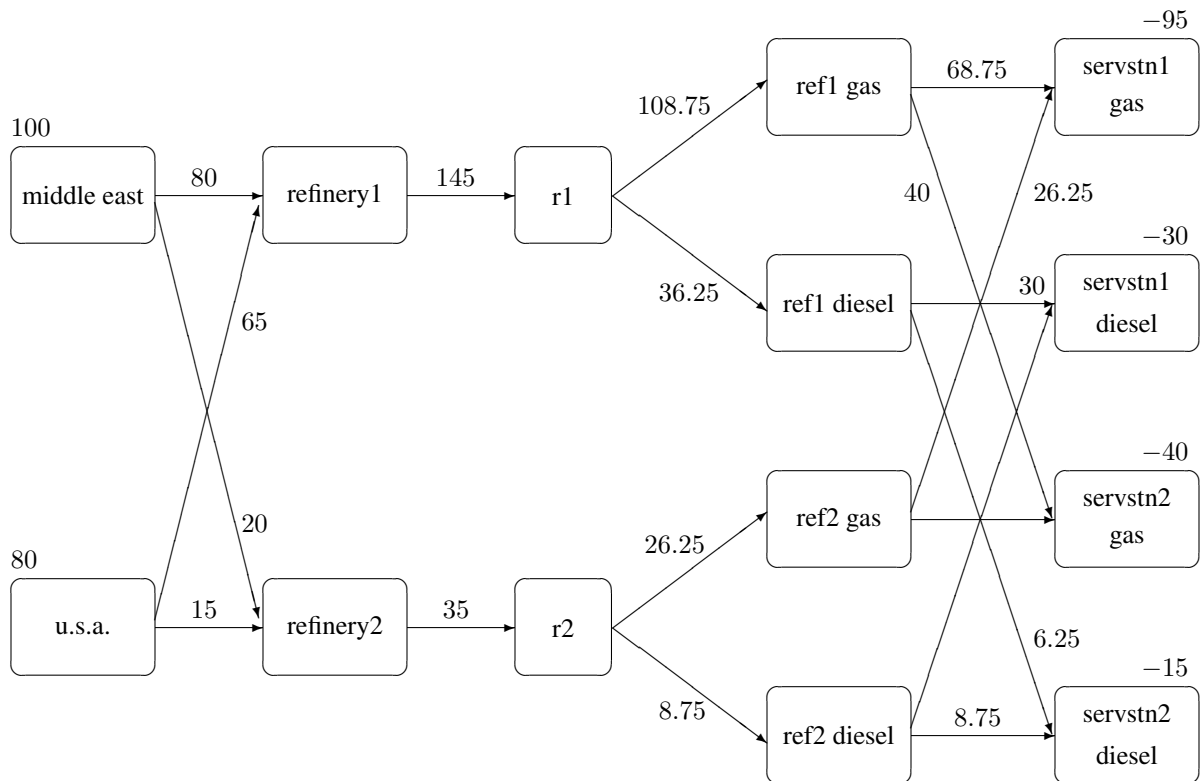 −95
68.75
ref1 gas
servstn1
gas
108.75
100
middle east
80
refinery1
145
r1
40
26.25
−30
36.25
ref1 diesel
30
servstn1
diesel
65
−40
20
26.25
ref2 gas
servstn2
gas
80
u.s.a.
15
refinery2
35
r2
6.25
−15
8.75
ref2 diesel
8.75
servstn2
diesel